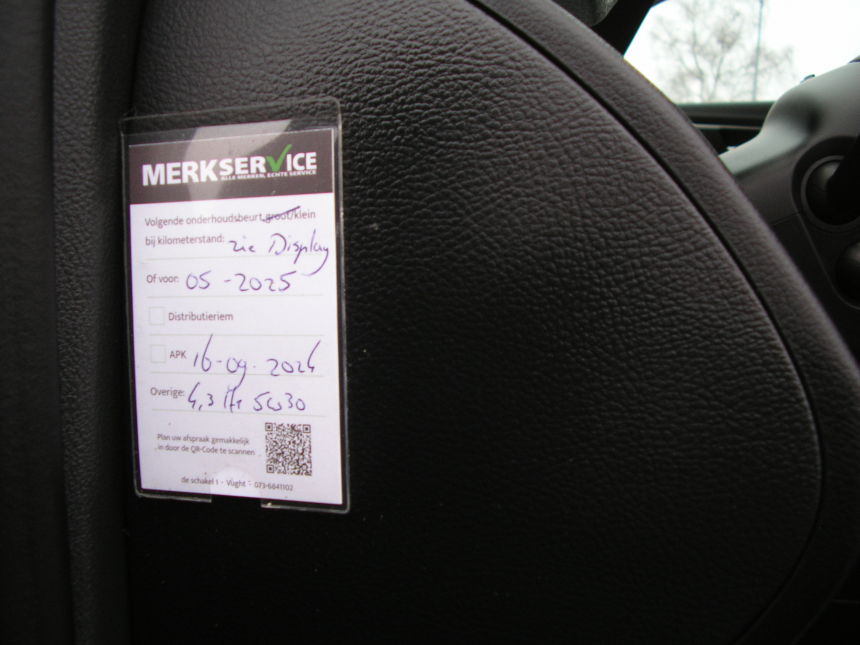 MERKSERVICE
ALLE MERKEN, ECHTE SERVICE
Volgende onderhoudsbeurt groot/klein
bij kilometerstand: zie Display
Of voor: 05-2025
Distributieriem
APK 16-09-2024
Overige: 4,3 ltr 5w30
Plan uw afspraak gemakkelijk
in door de QR-Code te scannen
de schakel 1 - Vught - 073-6841102